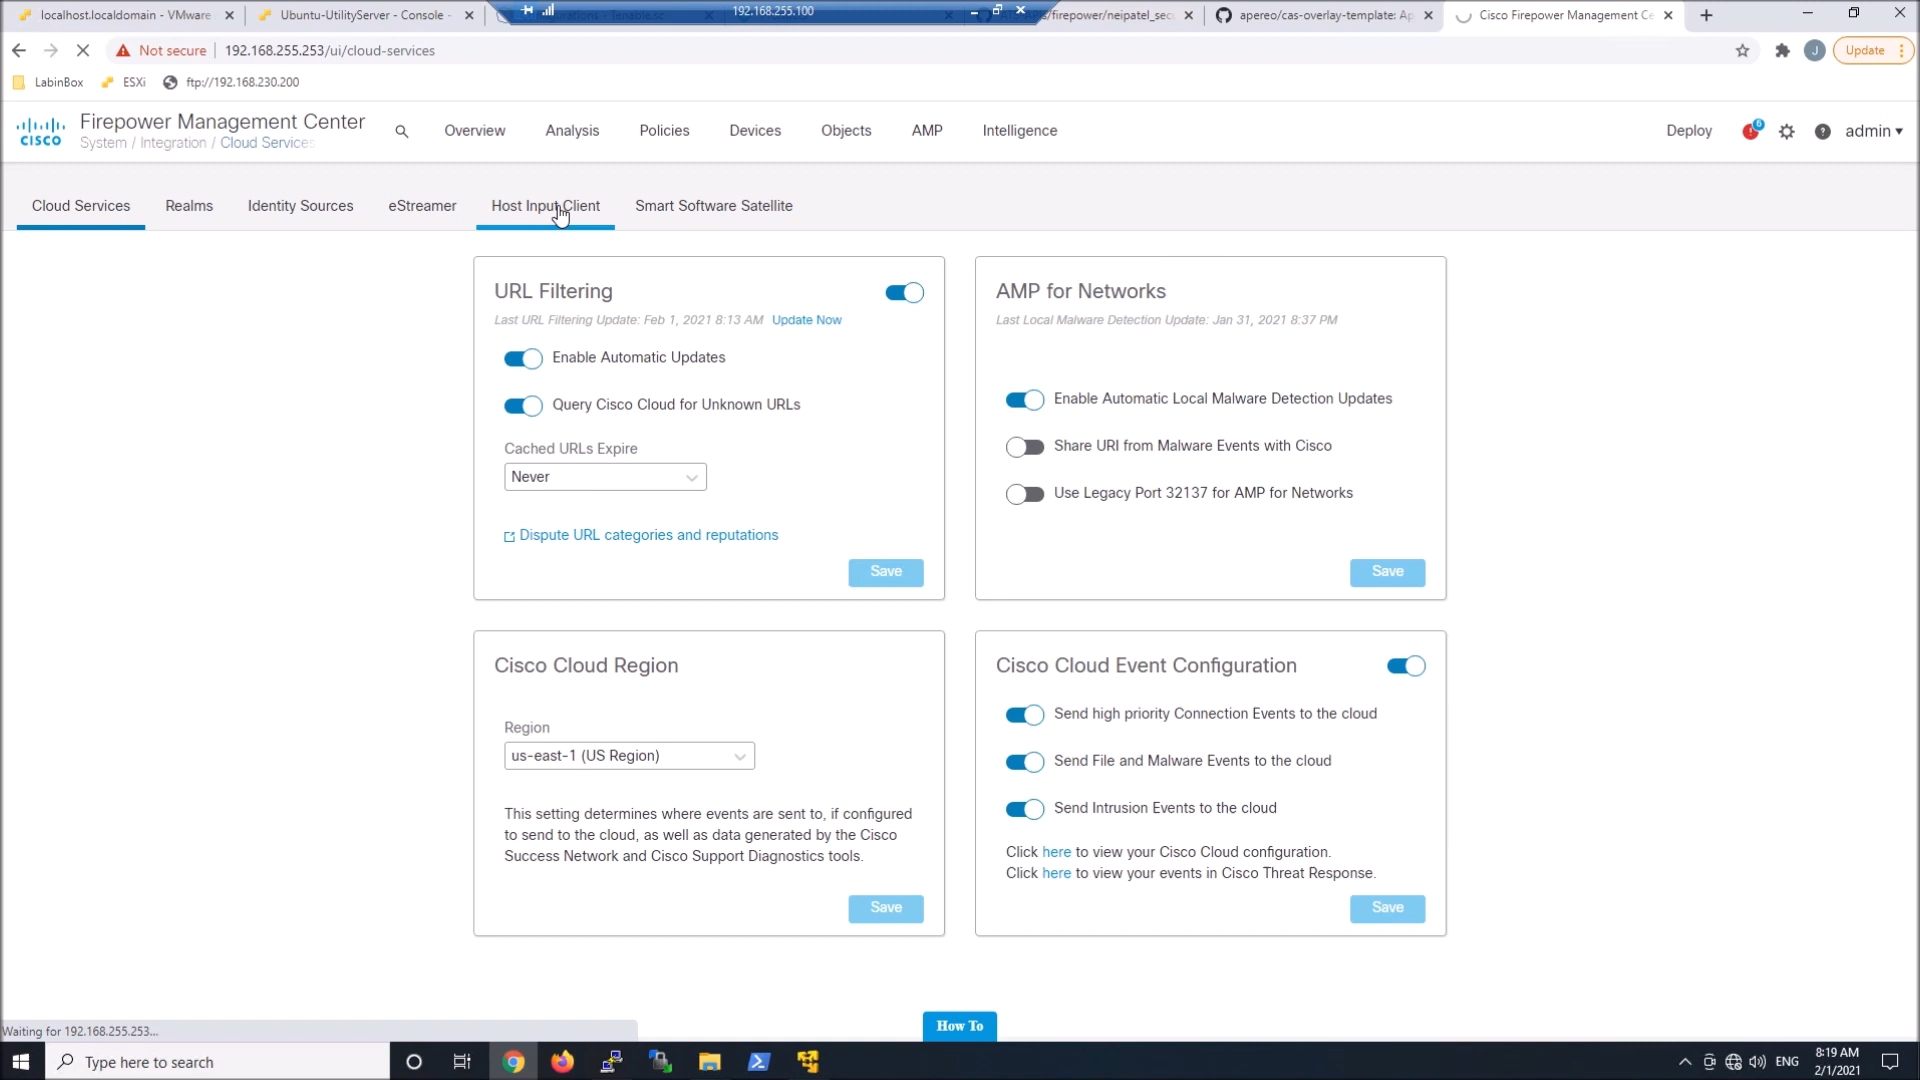 localhost.localdomain - VMware
Ubuntu-UtilityServer - Console -
192.168.255.100
firepower/neipatel_sec
apereo/cas-overlay-template: Ap
Cisco Firepower Management Ce
Not secure
192.168.255.253/ui/cloud-services
J
Update
LabinBox
ESXi
ftp://192.168.230.200
CISCO
Firepower Management Center
System / Integration / Cloud Services
Overview
Analysis
Policies
Devices
Objects
AMP
Intelligence
Deploy
6
admin
Cloud Services
Realms
Identity Sources
eStreamer
Host Input Client
Smart Software Satellite
URL Filtering
Last URL Filtering Update: Feb 1, 2021 8:13 AM Update Now
Enable Automatic Updates
Query Cisco Cloud for Unknown URLs
Cached URLs Expire
Never
Dispute URL categories and reputations
Save
AMP for Networks
Last Local Malware Detection Update: Jan 31, 2021 8:37 PM
Enable Automatic Local Malware Detection Updates
Share URI from Malware Events with Cisco
Use Legacy Port 32137 for AMP for Networks
Save
Cisco Cloud Region
Region
us-east-1 (US Region)
This setting determines where events are sent to, if configured
to send to the cloud, as well as data generated by the Cisco
Success Network and Cisco Support Diagnostics tools.
Save
Cisco Cloud Event Configuration
Send high priority Connection Events to the cloud
Send File and Malware Events to the cloud
Send Intrusion Events to the cloud
Click here to view your Cisco Cloud configuration.
Click here to view your events in Cisco Threat Response.
Save
How To
Waiting for 192.168.255.253...
Type here to search
ENG
8:19 AM
2/1/2021